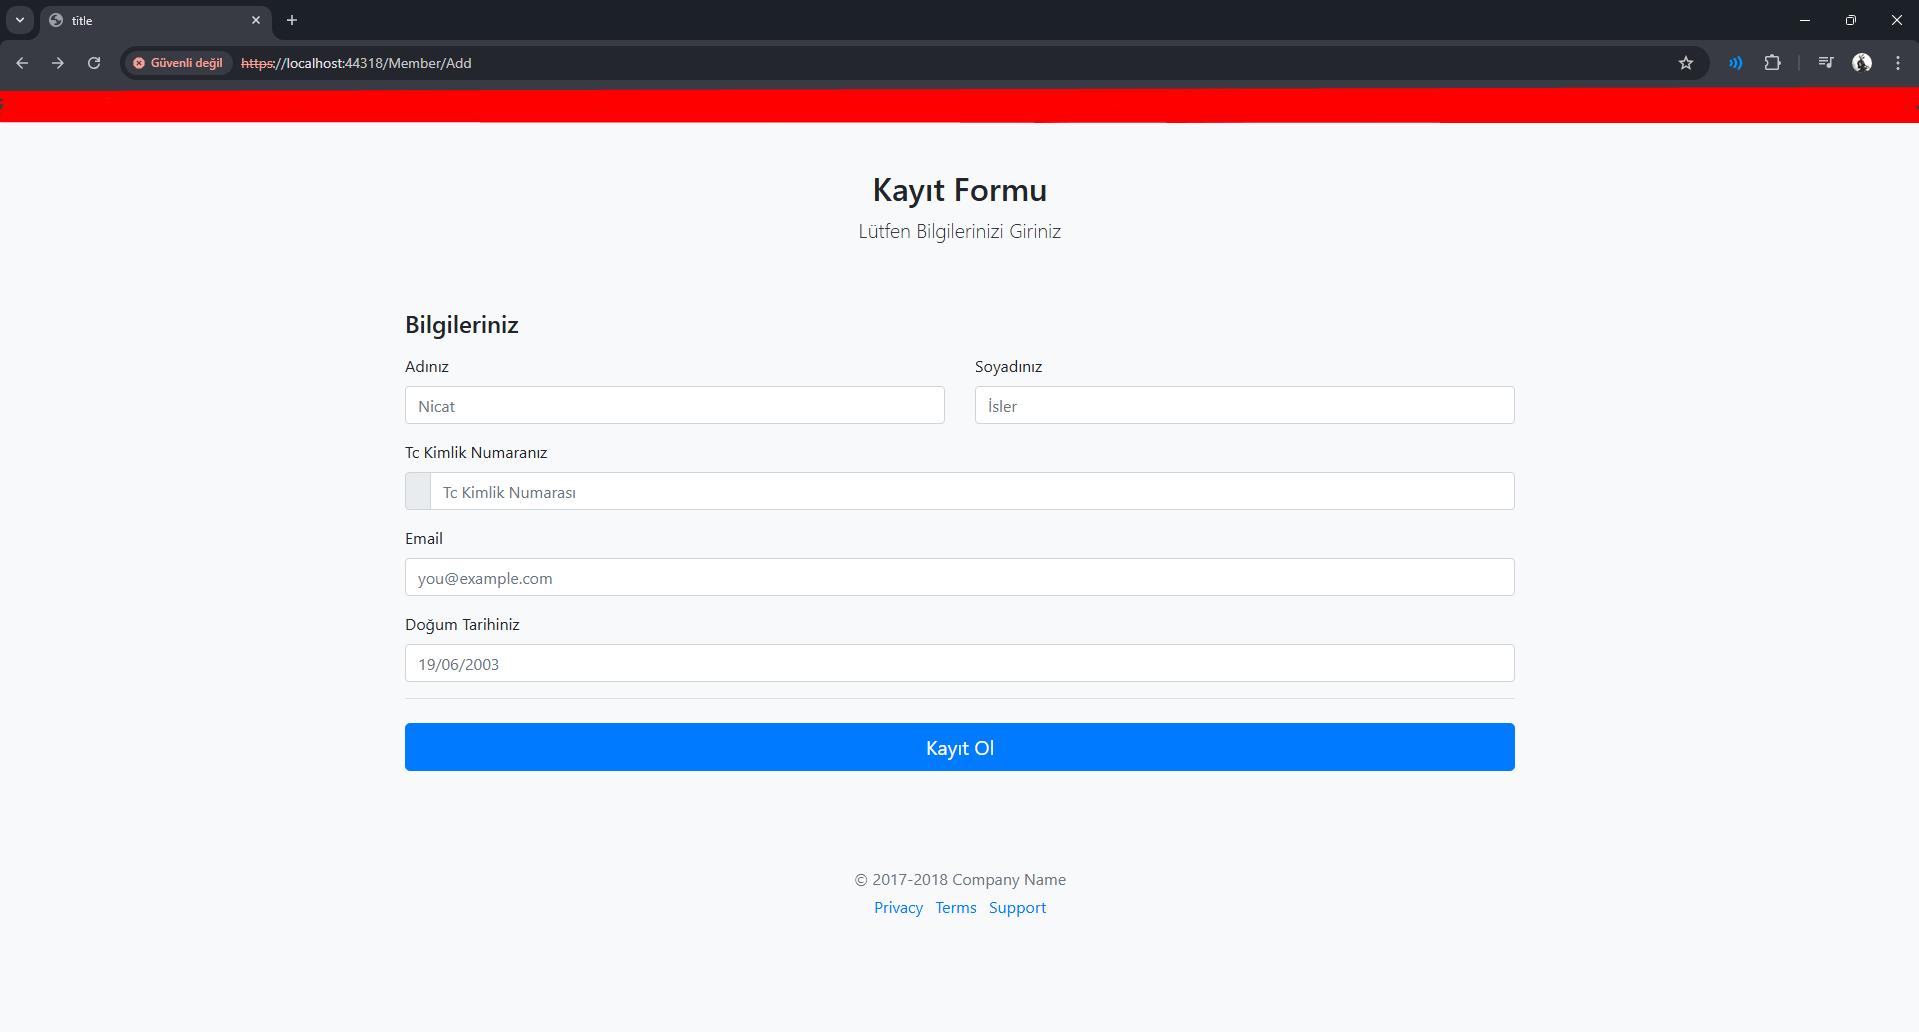 title
Güvenli değil https://localhost:44318/Member/Add
Kayıt Formu
Lütfen Bilgilerinizi Giriniz
Bilgileriniz
Adınız Soyadınız
Nicat İsler
Tc Kimlik Numaranız
Tc Kimlik Numarası
Email
you@example.com
Doğum Tarihiniz
19/06/2003
Kayıt Ol
© 2017-2018 Company Name
Privacy Terms Support